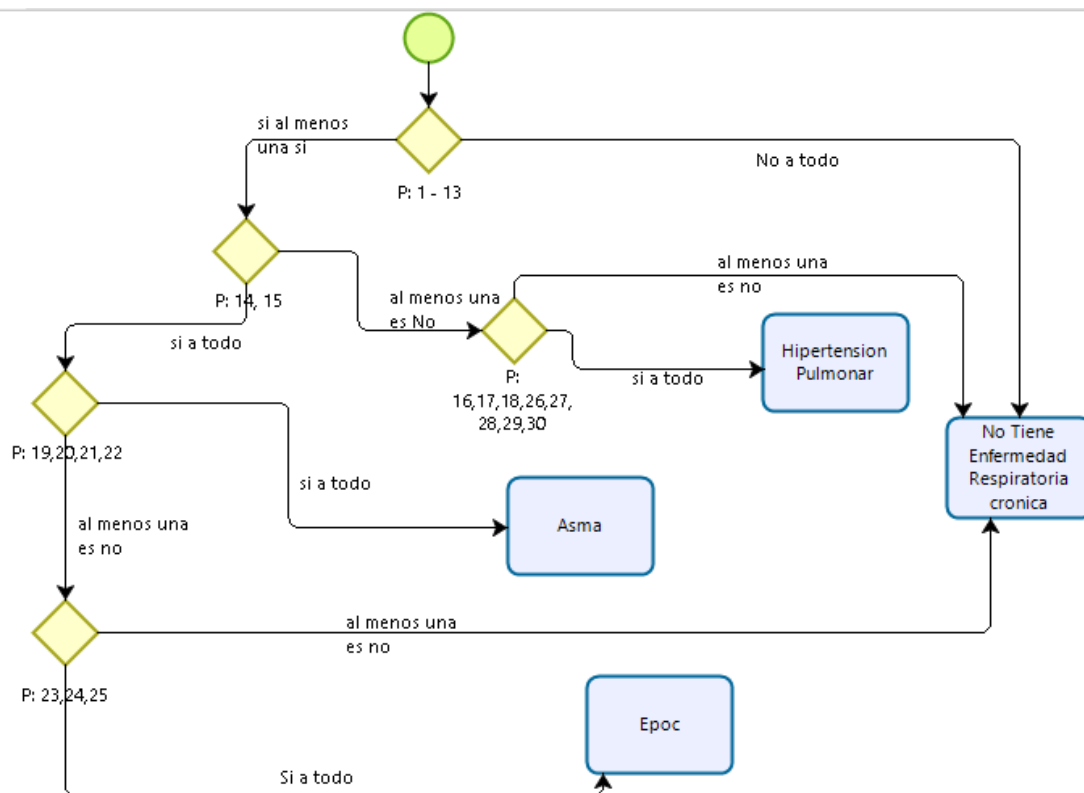 si al menos
una si
No a todo
P: 1 - 13
al menos una
es no
P: 14, 15
al menos una
es No
si a todo
Hipertension
Pulmonar
si a todo
P:
16,17,18,26,27,
28,29,30
No Tiene
Enfermedad
Respiratoria
cronica
P: 19,20,21,22
si a todo
al menos una
es no
Asma
al menos una
es no
P: 23,24,25
Epoc
Si a todo